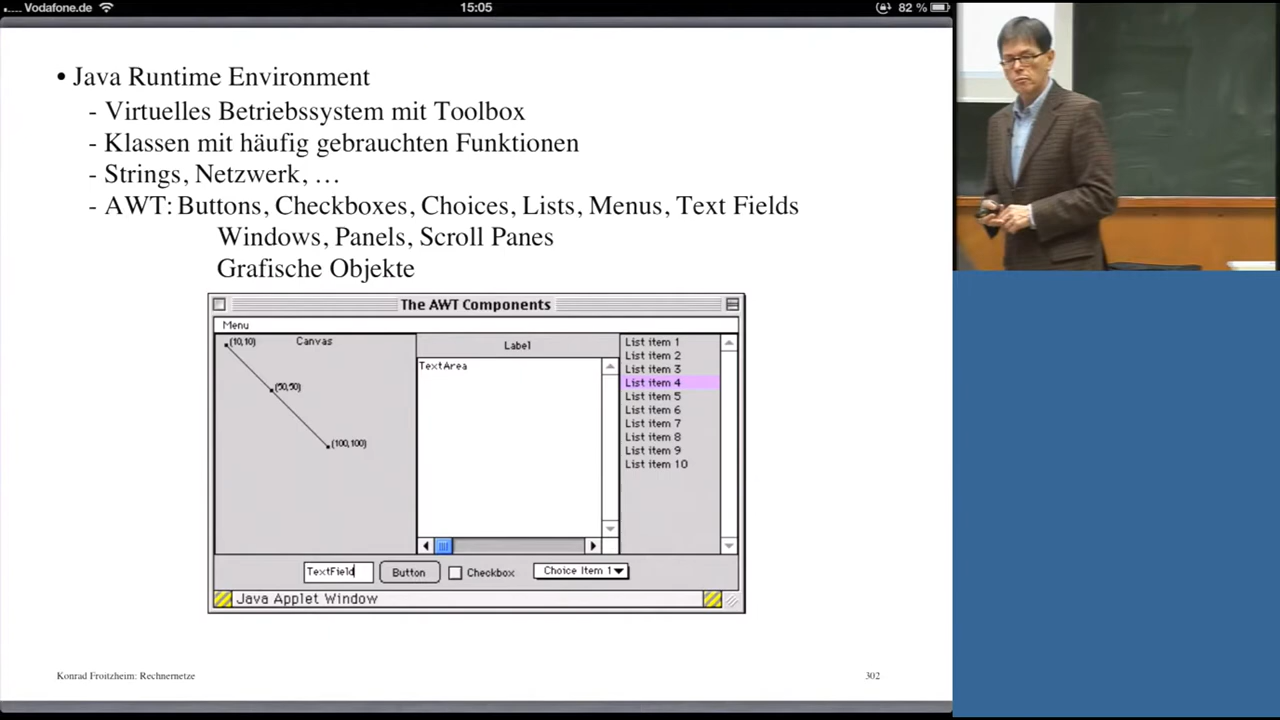 Vodafone.de
15:05
82 %
• Java Runtime Environment
- Virtuelles Betriebssystem mit Toolbox
- Klassen mit häufig gebrauchten Funktionen
- Strings, Netzwerk, …
- AWT: Buttons, Checkboxes, Choices, Lists, Menus, Text Fields
Windows, Panels, Scroll Panes
Grafische Objekte
The AWT Components
Menu
(10,10)
Canvas
(50,50)
(100,100)
Label
TextArea
List item 1
List item 2
List item 3
List item 4
List item 5
List item 6
List item 7
List item 8
List item 9
List item 10
TextField
Button
Checkbox
Choice Item 1
Java Applet Window
Konrad Froitzheim: Rechnernetze
302